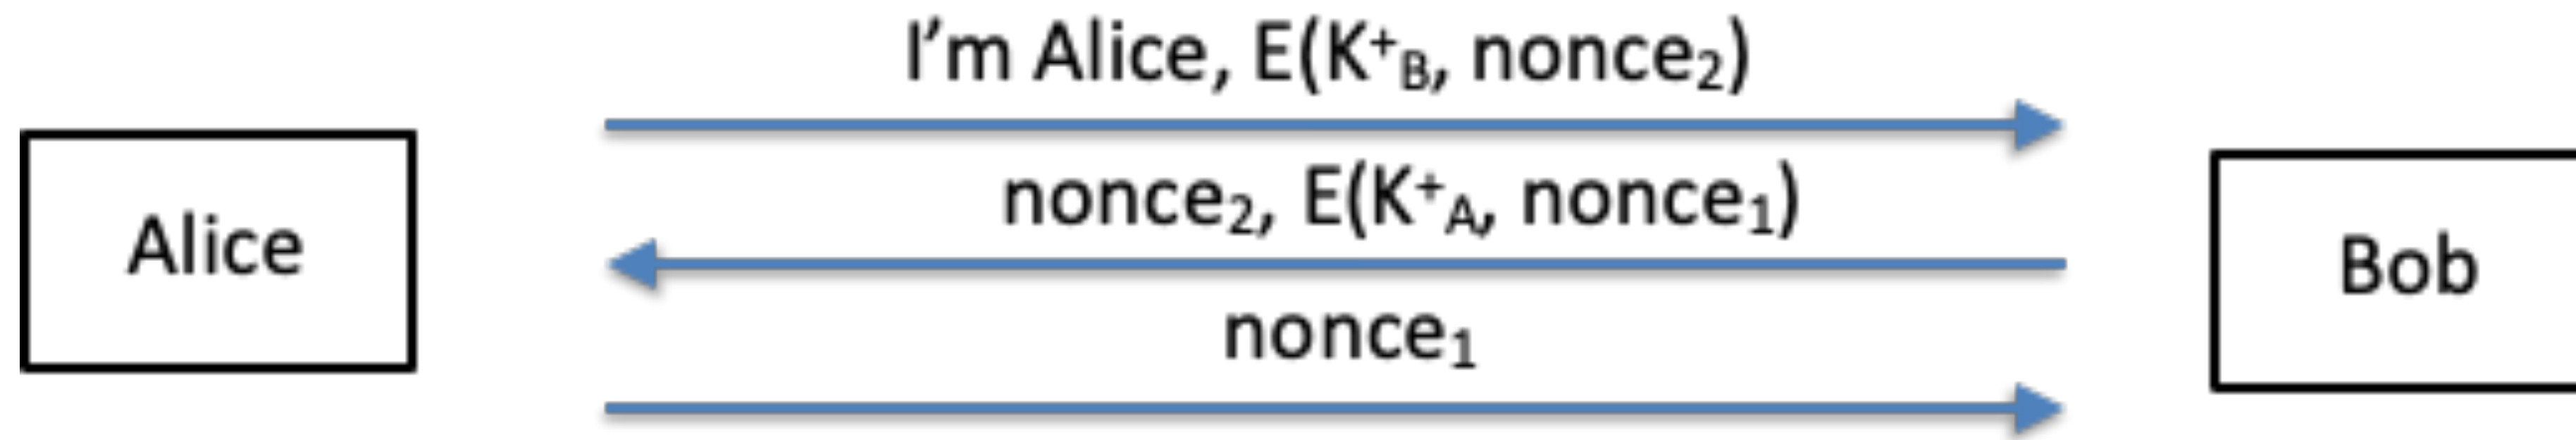 I'm Alice, E(K⁺B, nonce₂)
nonce₂, E(K⁺A, nonce₁)
Alice
Bob
nonce₁